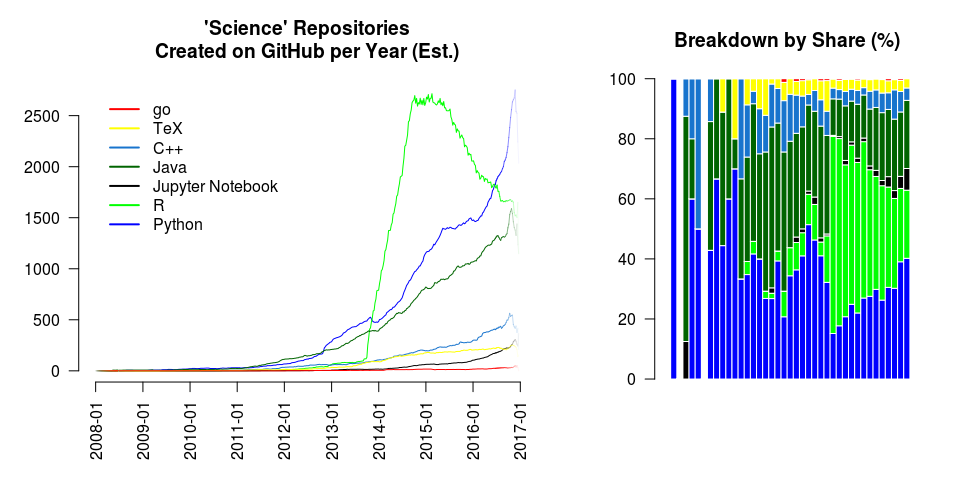 'Science' Repositories
Created on GitHub per Year (Est.)
2500
2000
1500
1000
500
0
go
TeX
C++
Java
Jupyter Notebook
R
Python
2008-01
2009-01
2010-01
2011-01
2012-01
2013-01
2014-01
2015-01
2016-01
2017-01
Breakdown by Share (%)
100
80
60
40
20
0